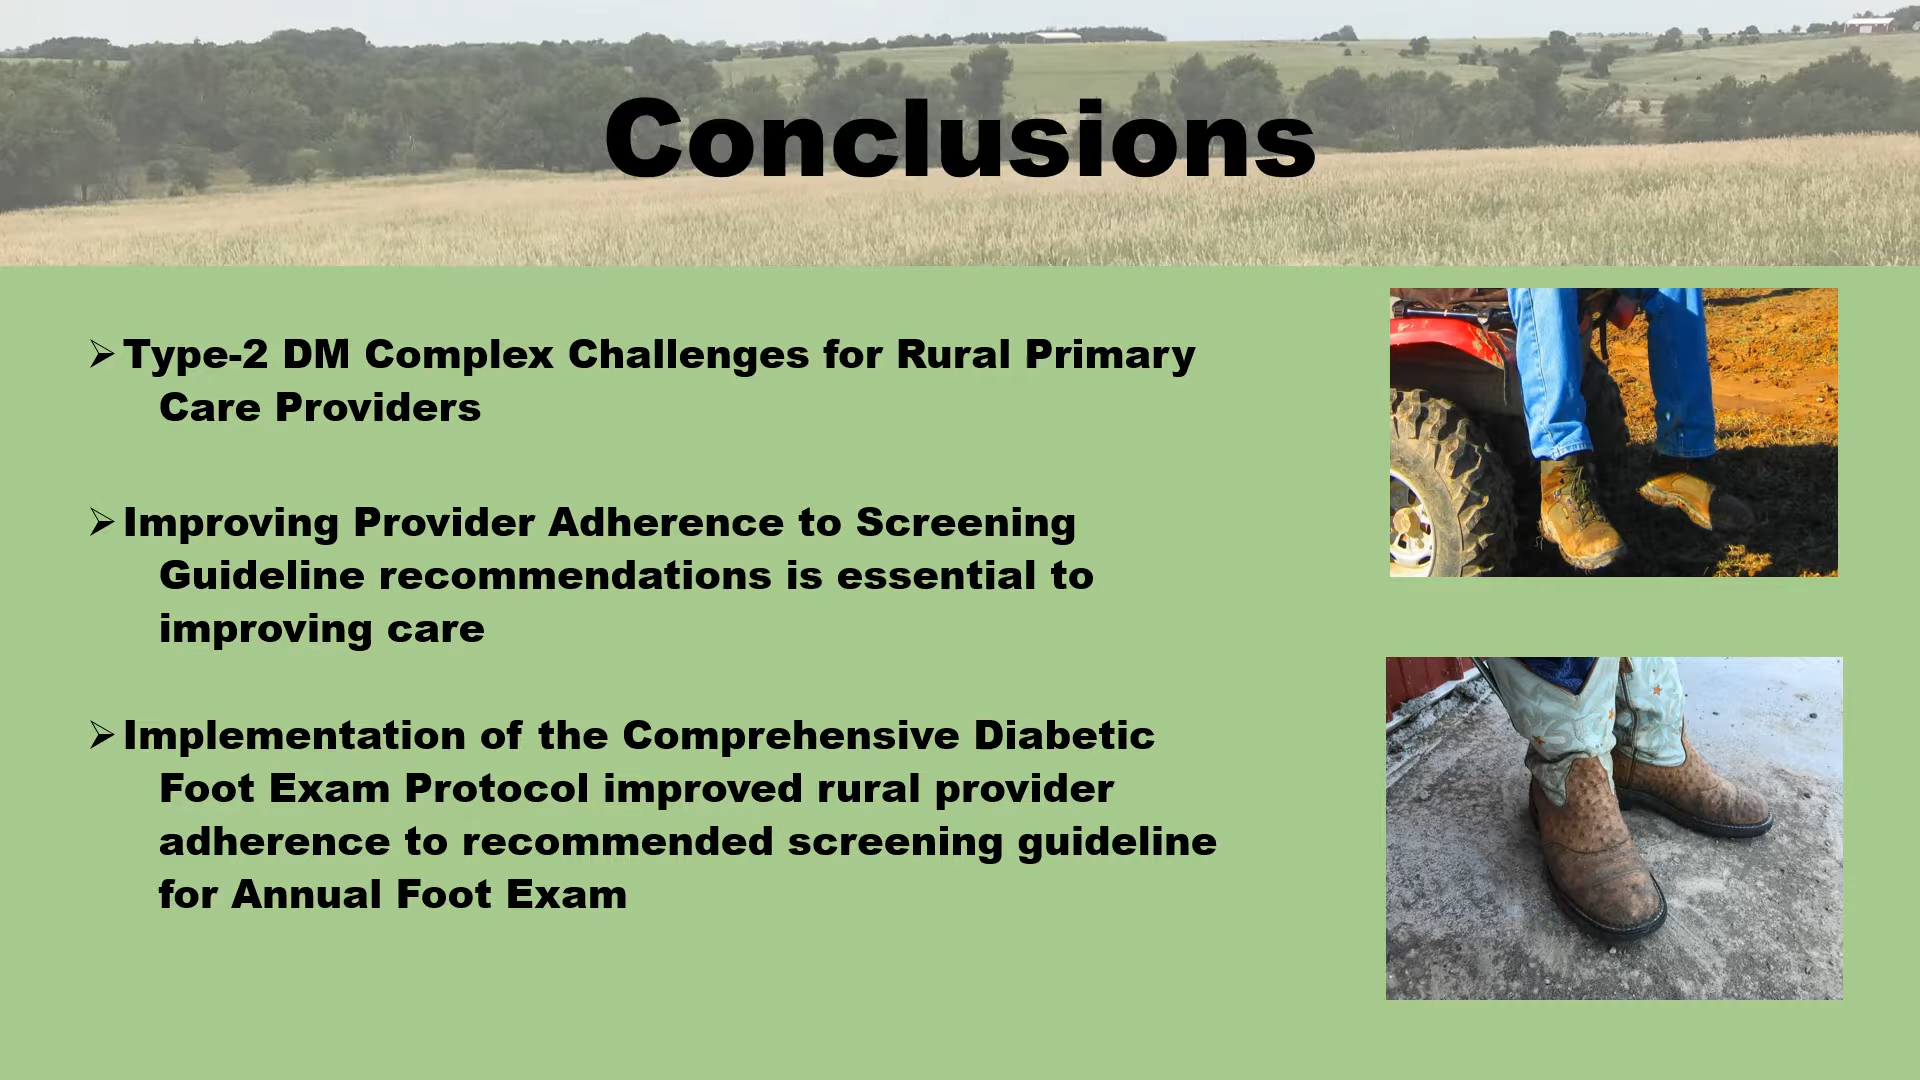 Conclusions
➢ Type-2 DM Complex Challenges for Rural Primary
Care Providers
➢ Improving Provider Adherence to Screening
Guideline recommendations is essential to
improving care
➢ Implementation of the Comprehensive Diabetic
Foot Exam Protocol improved rural provider
adherence to recommended screening guideline
for Annual Foot Exam